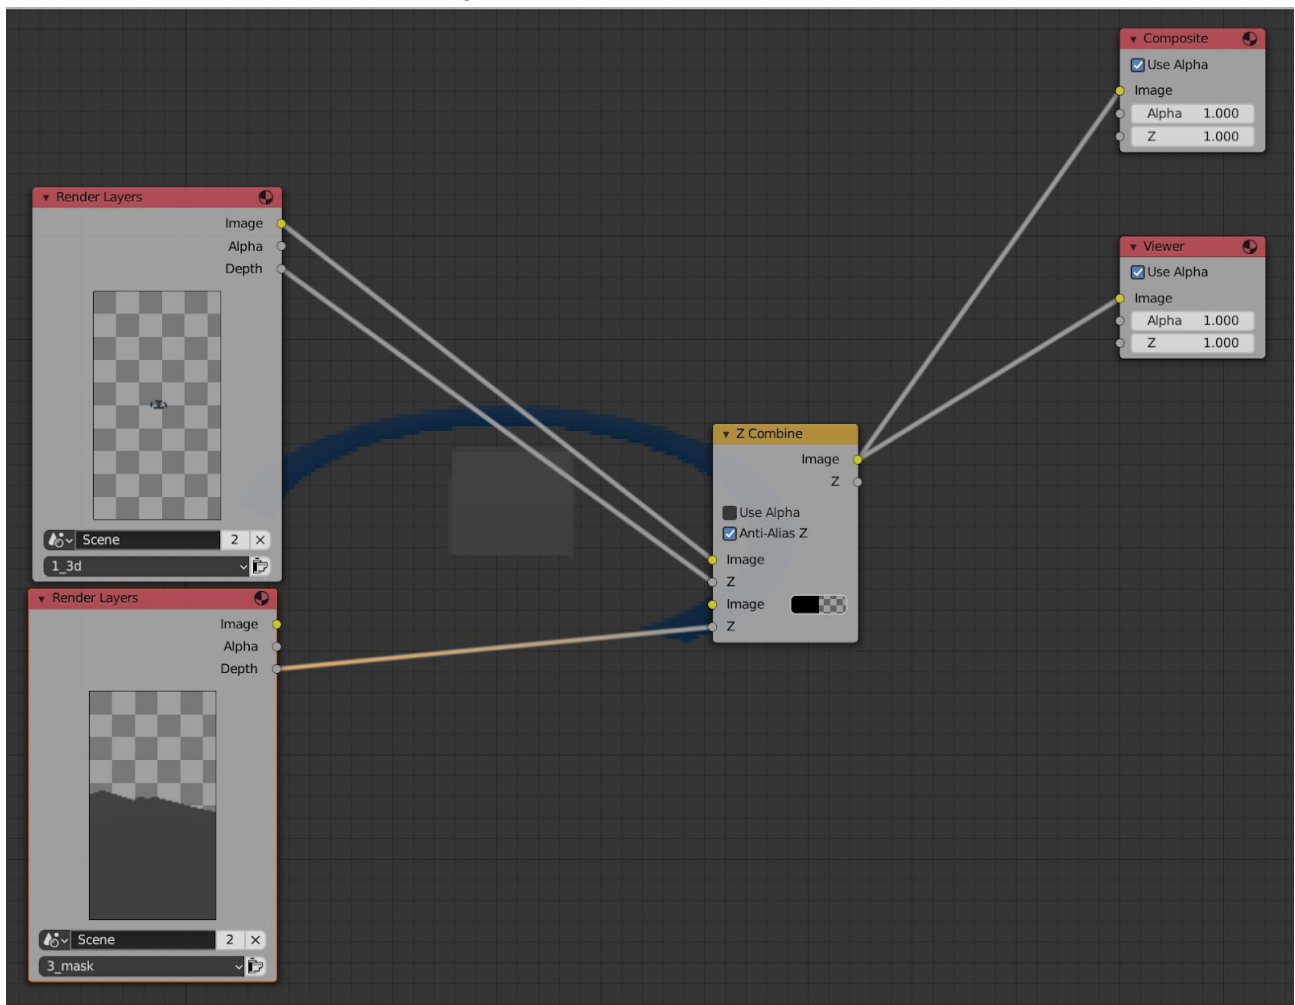 Render Layers
Image
Alpha
Depth
Scene 2
1_3d
Render Layers
Image
Alpha
Depth
Scene 2
3_mask
Z Combine
Image
Z
Use Alpha
Anti-Alias Z
Image
Z
Image
Z
Composite
Use Alpha
Image
Alpha 1.000
Z 1.000
Viewer
Use Alpha
Image
Alpha 1.000
Z 1.000